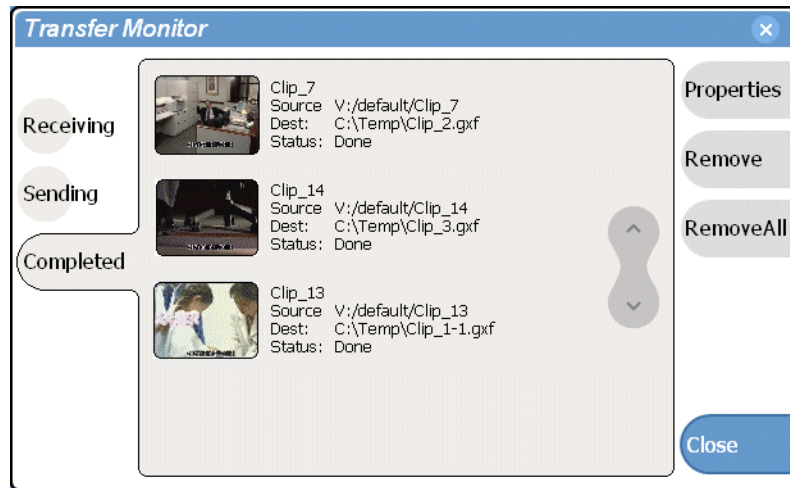 Transfer Monitor
Receiving
Sending
Completed
Clip_7
Source V:/default/Clip_7
Dest: C:\Temp\Clip_2.gxf
Status: Done
Clip_14
Source V:/default/Clip_14
Dest: C:\Temp\Clip_3.gxf
Status: Done
Clip_13
Source V:/default/Clip_13
Dest: C:\Temp\Clip_1-1.gxf
Status: Done
Properties
Remove
RemoveAll
Close